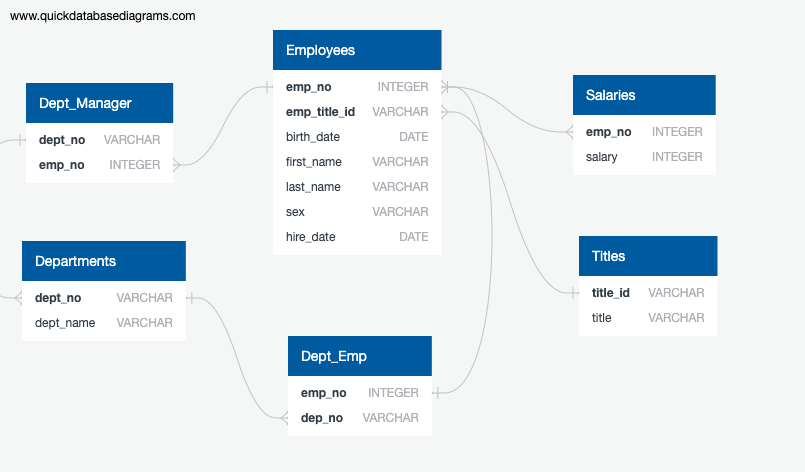 www.quickdatabasediagrams.com
Employees
emp_no INTEGER
emp_title_id VARCHAR
birth_date DATE
first_name VARCHAR
last_name VARCHAR
sex VARCHAR
hire_date DATE
Dept_Manager
dept_no VARCHAR
emp_no INTEGER
Salaries
emp_no INTEGER
salary INTEGER
Departments
dept_no VARCHAR
dept_name VARCHAR
Titles
title_id VARCHAR
title VARCHAR
Dept_Emp
emp_no INTEGER
dep_no VARCHAR